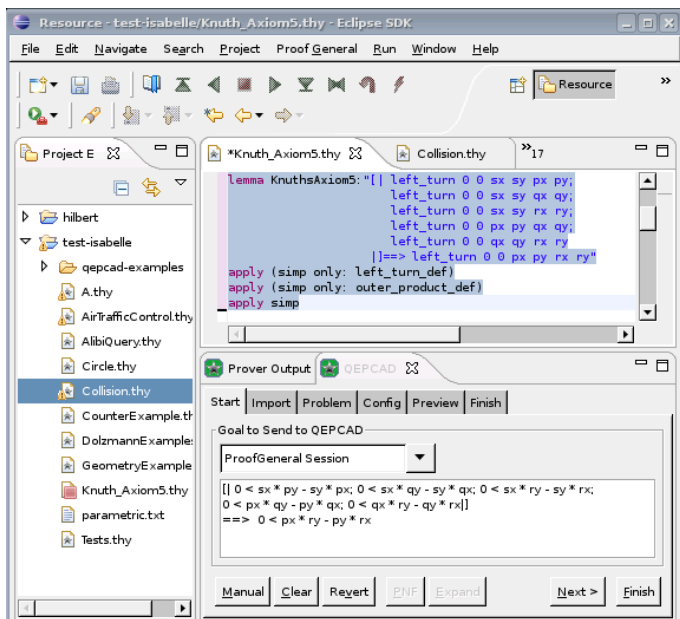 Resource - test-isabelle/Knuth_Axiom5.thy - Eclipse SDK
File Edit Navigate Search Project Proof General Run Window Help
Resource »
Project E
*Knuth_Axiom5.thy Collision.thy »17
lemma KnuthsAxiom5:"[| left_turn 0 0 sx sy px py;
left_turn 0 0 sx sy qx qy;
left_turn 0 0 sx sy rx ry;
left_turn 0 0 px py qx qy;
left_turn 0 0 qx qy rx ry
|]==> left_turn 0 0 px py rx ry"
apply (simp only: left_turn_def)
apply (simp only: outer_product_def)
apply simp
hilbert
test-isabelle
qepcad-examples
A.thy
AirTrafficControl.thy
AlibiQuery.thy
Circle.thy
Collision.thy
CounterExample.th
DolzmannExample
GeometryExample
Knuth_Axiom5.thy
parametric.txt
Tests.thy
Prover Output QEPCAD
Start Import Problem Config Preview Finish
Goal to Send to QEPCAD
ProofGeneral Session
[| 0 < sx * py - sy * px; 0 < sx * qy - sy * qx; 0 < sx * ry - sy * rx;
0 < px * qy - py * qx; 0 < qx * ry - qy * rx|]
==> 0 < px * ry - py * rx
Manual Clear Revert PNF Expand Next > Finish